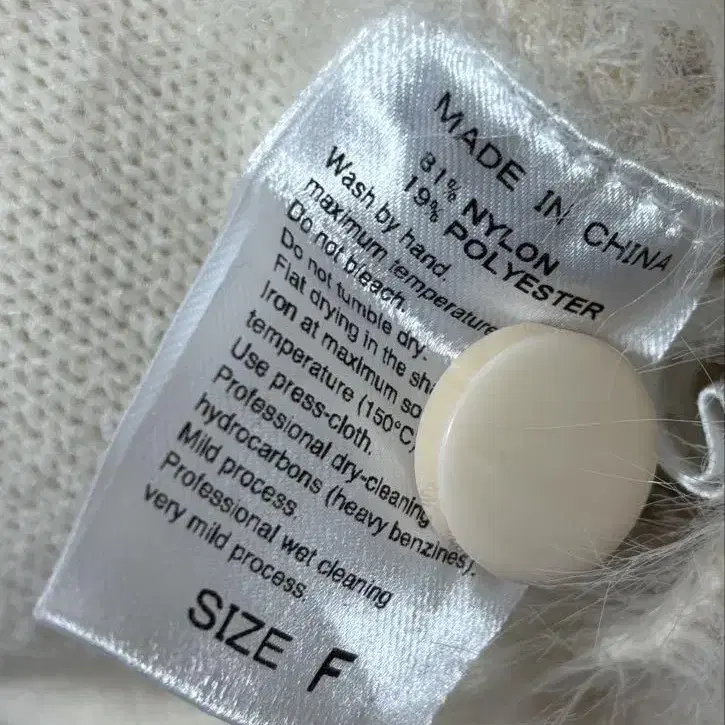 MADE IN CHINA
81% NYLON
19% POLYESTER
Wash by hand.
maximum temperature
Do not bleach.
Do not tumble dry.
Flat drying in the
Iron at maximum
temperature (150°C)
Use press-cloth.
Professional dry-cleaning
hydrocarbons (heavy benzines).
Mild process.
Professional wet cleaning
very mild process.
SIZE F